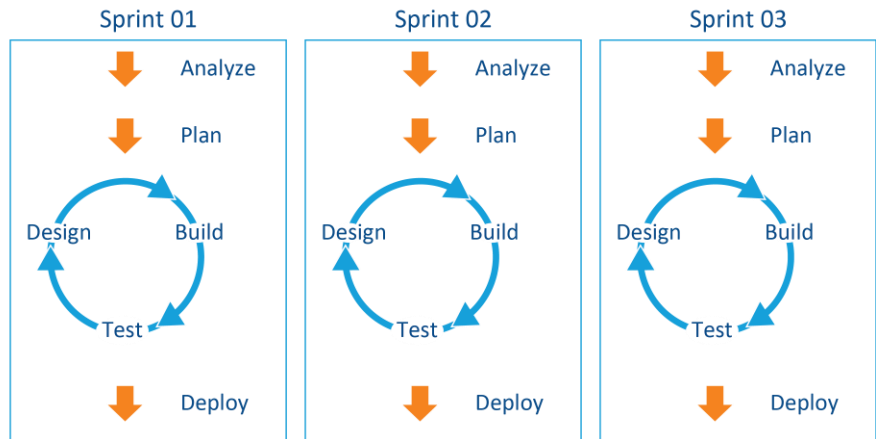 Sprint 01
Analyze
Plan
Design
Build
Test
Deploy
Sprint 02
Analyze
Plan
Design
Build
Test
Deploy
Sprint 03
Analyze
Plan
Design
Build
Test
Deploy